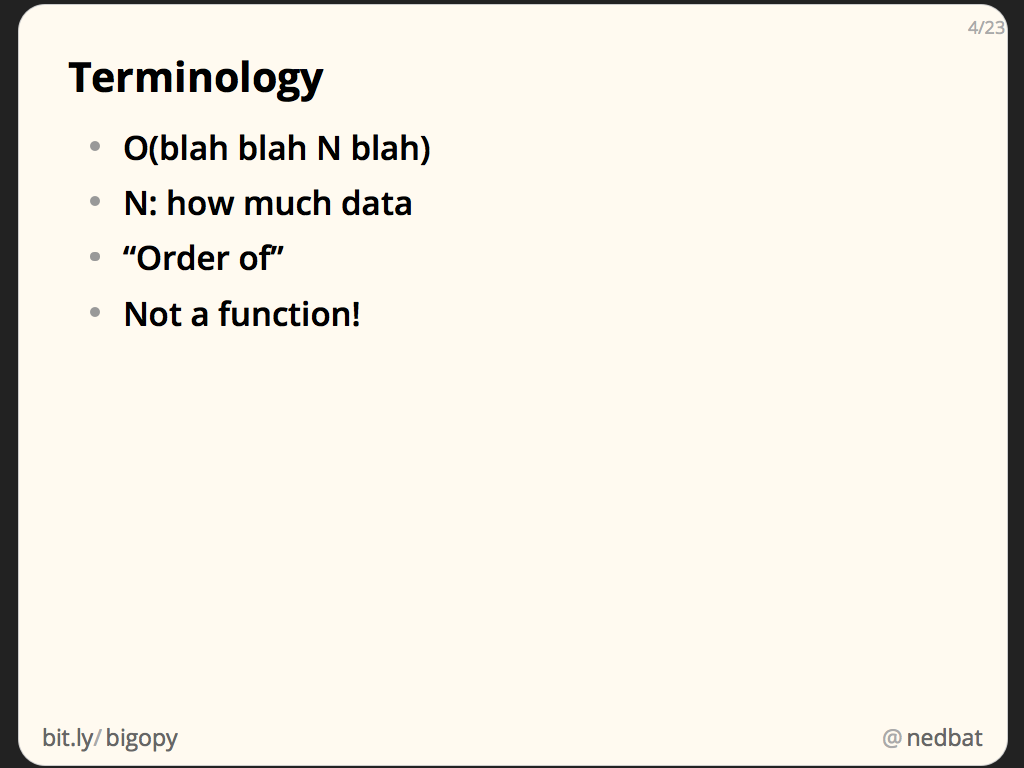 4/23
Terminology
• O(blah blah N blah)
• N: how much data
• “Order of”
• Not a function!
bit.ly/bigopy
@nedbat